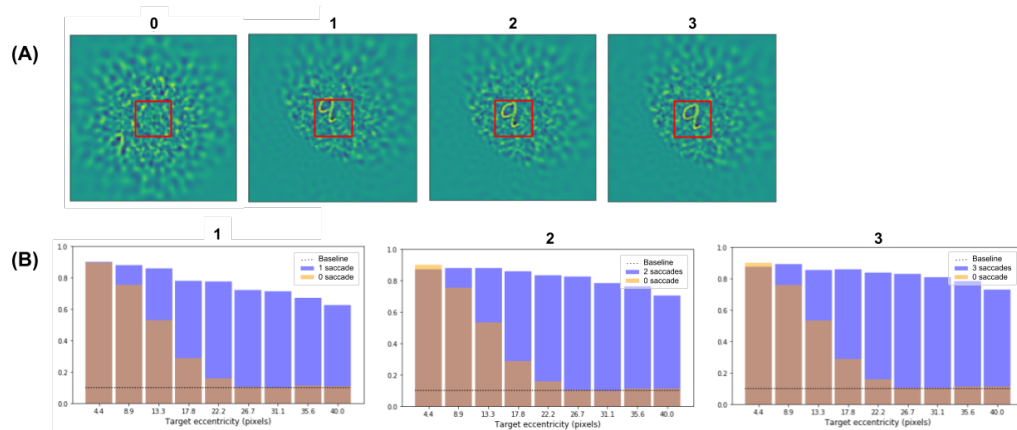 0 1 2 3
(A)
9 9 9
1 2 3
(B)
1.0
0.8
0.6
0.4
0.2
0.0
Baseline
1 saccade
0 saccade
4.4 8.9 13.3 17.8 22.2 26.7 31.1 35.6 40.0
Target eccentricity (pixels)
1.0
0.8
0.6
0.4
0.2
0.0
Baseline
2 saccades
0 saccade
4.4 8.9 13.3 17.8 22.2 26.7 31.1 35.6 40.0
Target eccentricity (pixels)
1.0
0.8
0.6
0.4
0.2
0.0
Baseline
3 saccades
0 saccade
4.4 8.9 13.3 17.8 22.2 26.7 31.1 35.6 40.0
Target eccentricity (pixels)